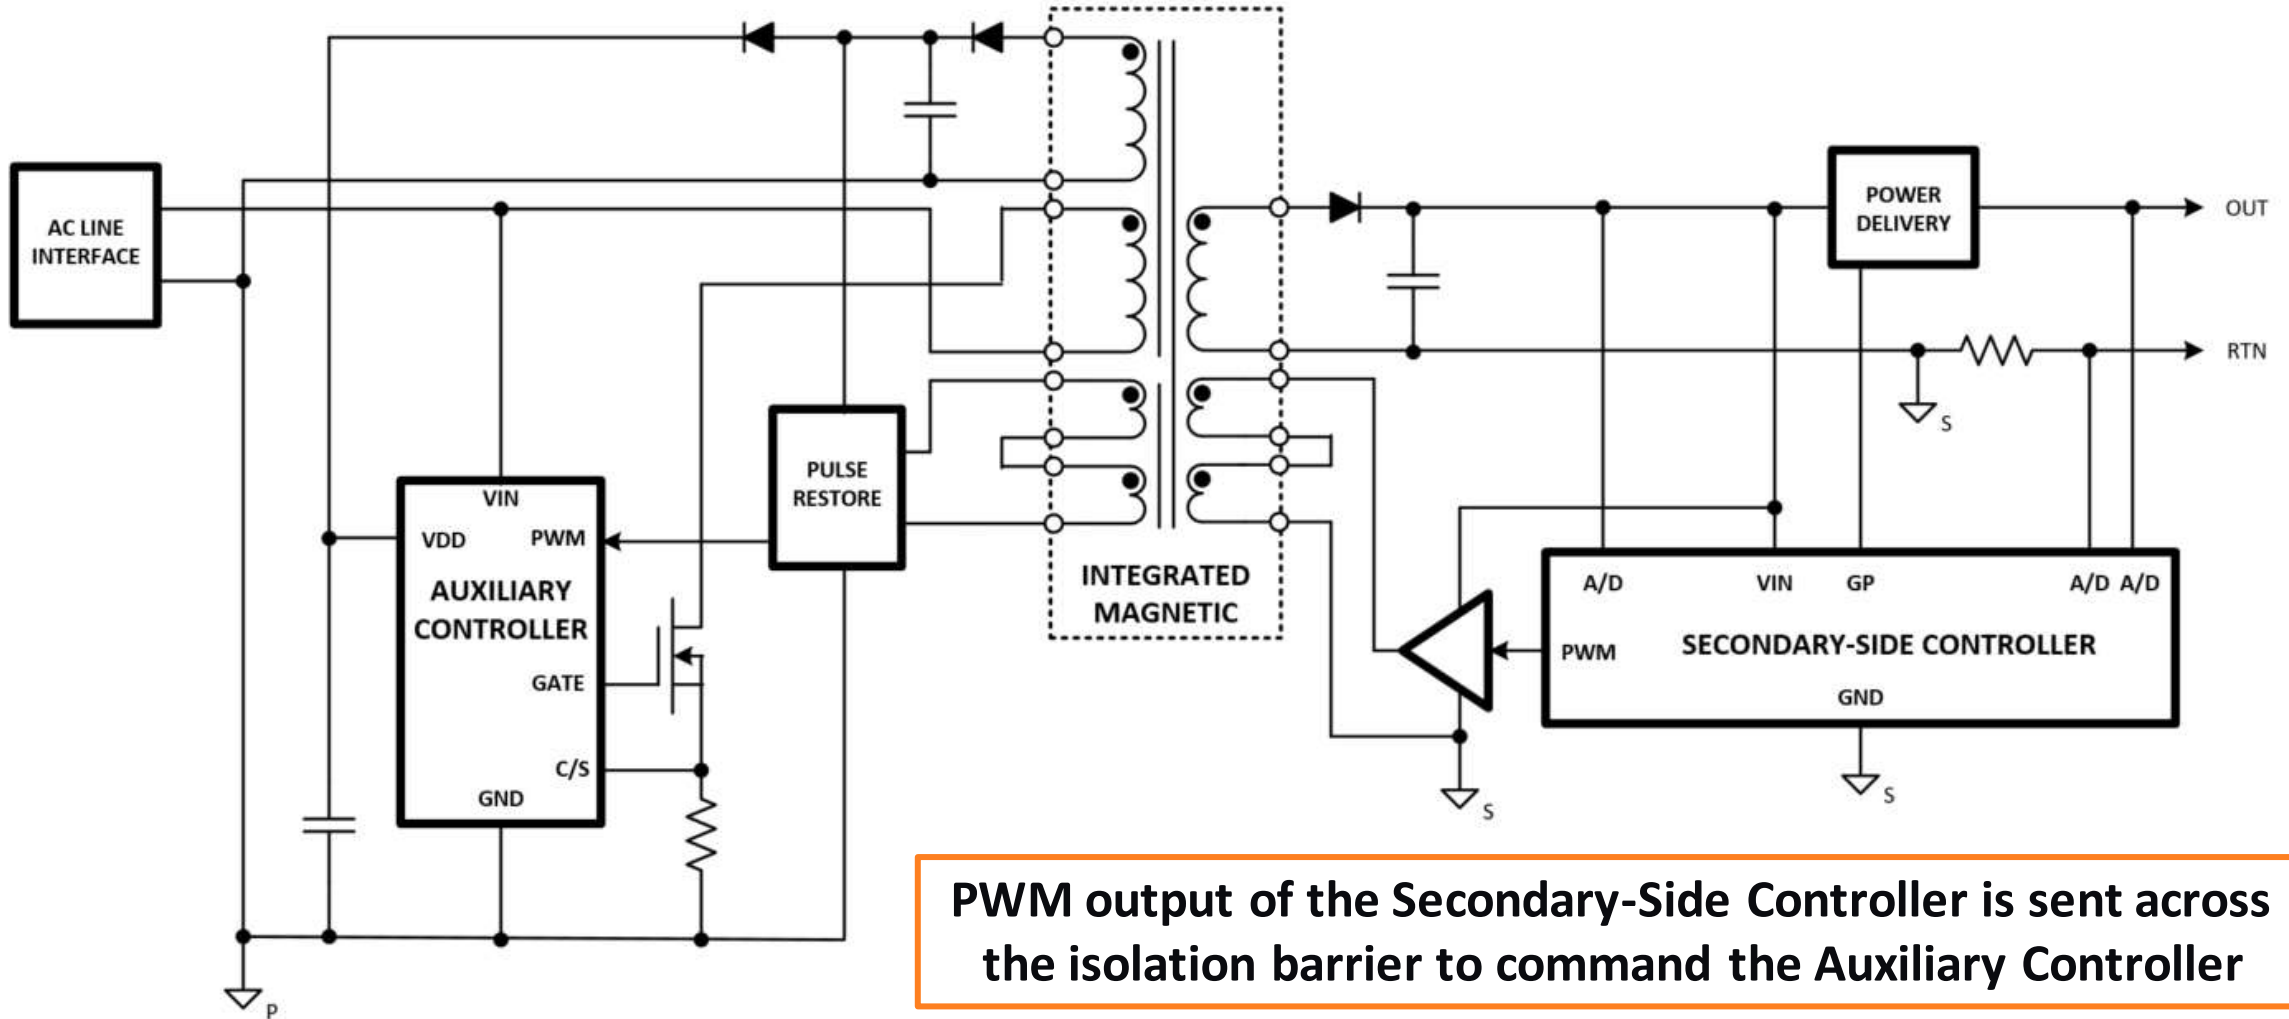 AC LINE
INTERFACE
VIN
VDD
PWM
AUXILIARY
CONTROLLER
GATE
C/S
GND
P
PULSE
RESTORE
INTEGRATED
MAGNETIC
POWER
DELIVERY
OUT
RTN
S
A/D
VIN
GP
A/D A/D
PWM
SECONDARY-SIDE CONTROLLER
GND
S
S
PWM output of the Secondary-Side Controller is sent across
the isolation barrier to command the Auxiliary Controller